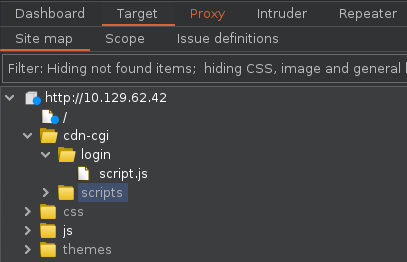 Dashboard Target Proxy Intruder Repeater
Site map Scope Issue definitions
Filter: Hiding not found items; hiding CSS, image and general
http://10.129.62.42
/
cdn-cgi
login
script.js
scripts
css
js
themes